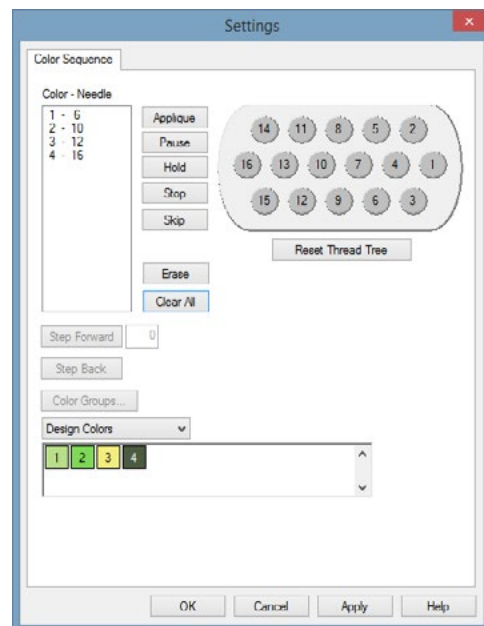 Settings
Color Sequence
Color - Needle
1 - 6
2 - 10
3 - 12
4 - 16
Applique
Pause
Hold
Stop
Skip
Erase
Clear All
14 11 8 5 2
16 13 10 7 4 1
15 12 9 6 3
Reset Thread Tree
Step Forward 0
Step Back
Color Groups...
Design Colors
1 2 3 4
OK Cancel Apply Help